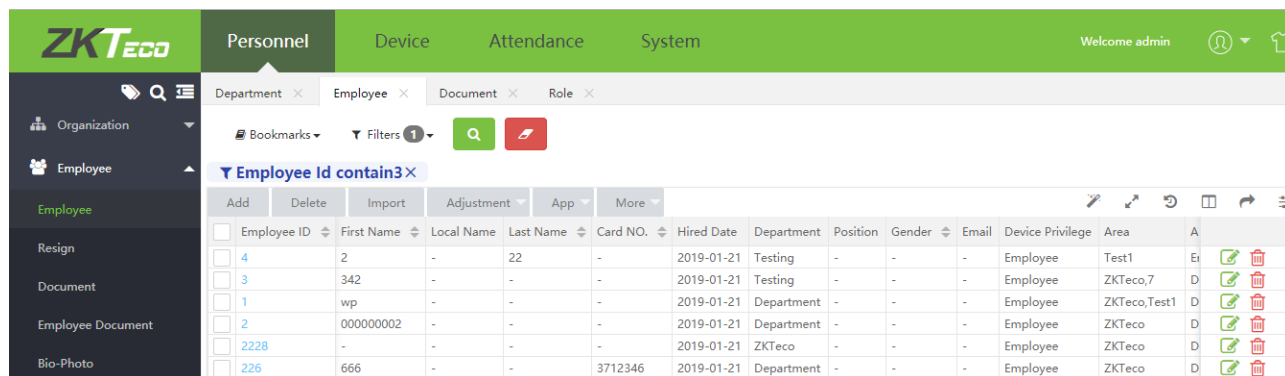 ZKTECO Personnel Device Attendance System Welcome admin
Department × Employee × Document × Role ×
Organization
Bookmarks Filters 1
Employee
Employee Id contain3×
Add Delete Import Adjustment App More
Employee
Employee ID First Name Local Name Last Name Card NO. Hired Date Department Position Gender Email Device Privilege Area A
4 2 - 22 - 2019-01-21 Testing - - - Employee Test1
Resign
3 342 - - - 2019-01-21 Testing - - - Employee ZKTeco,7 D
Document
1 wp - - - 2019-01-21 Department - - - Employee ZKTeco,Test1 D
Employee Document
2 000000002 - - - 2019-01-21 Department - - - Employee ZKTeco D
2228 - - - - 2019-01-21 ZKTeco - - - Employee ZKTeco D
Bio-Photo
226 666 - - 3712346 2019-01-21 Department - - - Employee ZKTeco D